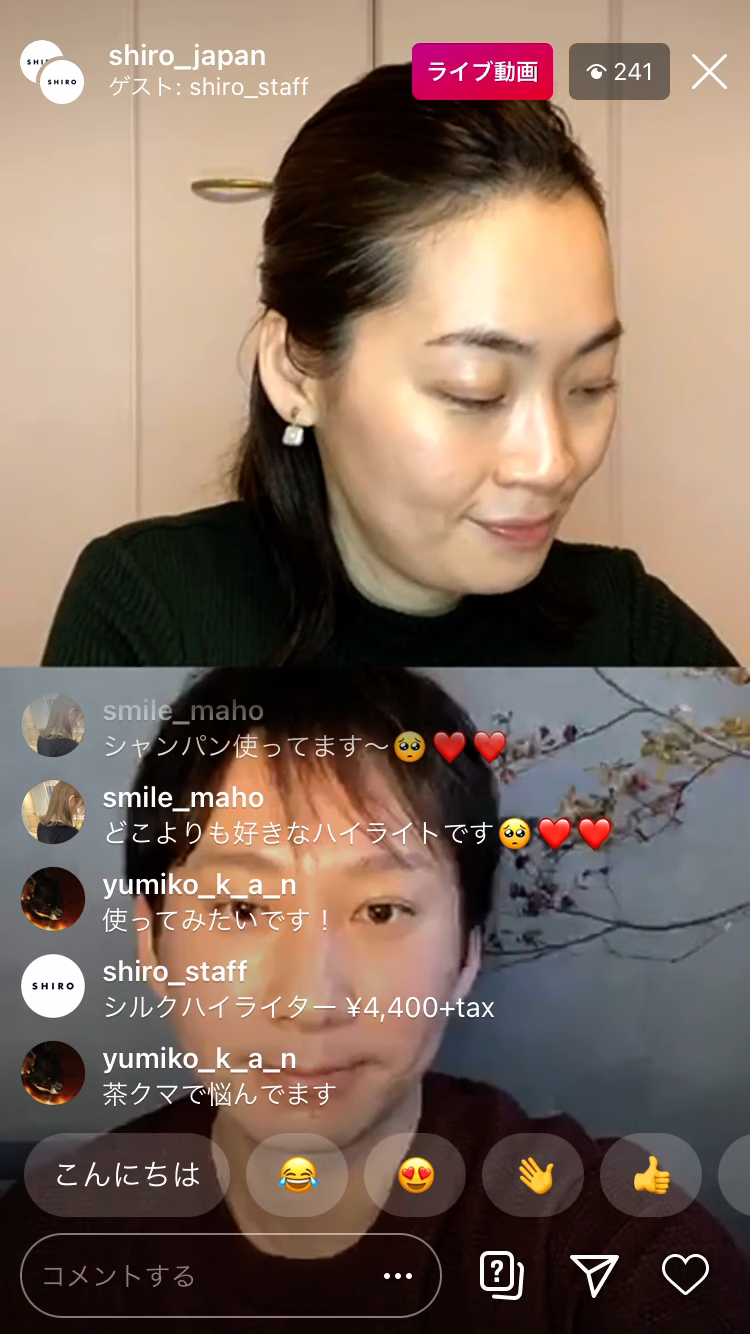 shiro_japan
ゲスト: shiro_staff
ライブ動画
241
SHIRO
smile_maho
シャンパン使ってます〜🥺❤️❤️
smile_maho
どこよりも好きなハイライトです🥺❤️❤️
yumiko_k_a_n
使ってみたいです！
shiro_staff
SHIRO
シルクハイライター ¥4,400+tax
yumiko_k_a_n
茶クマで悩んでます
こんにちは
コメントする